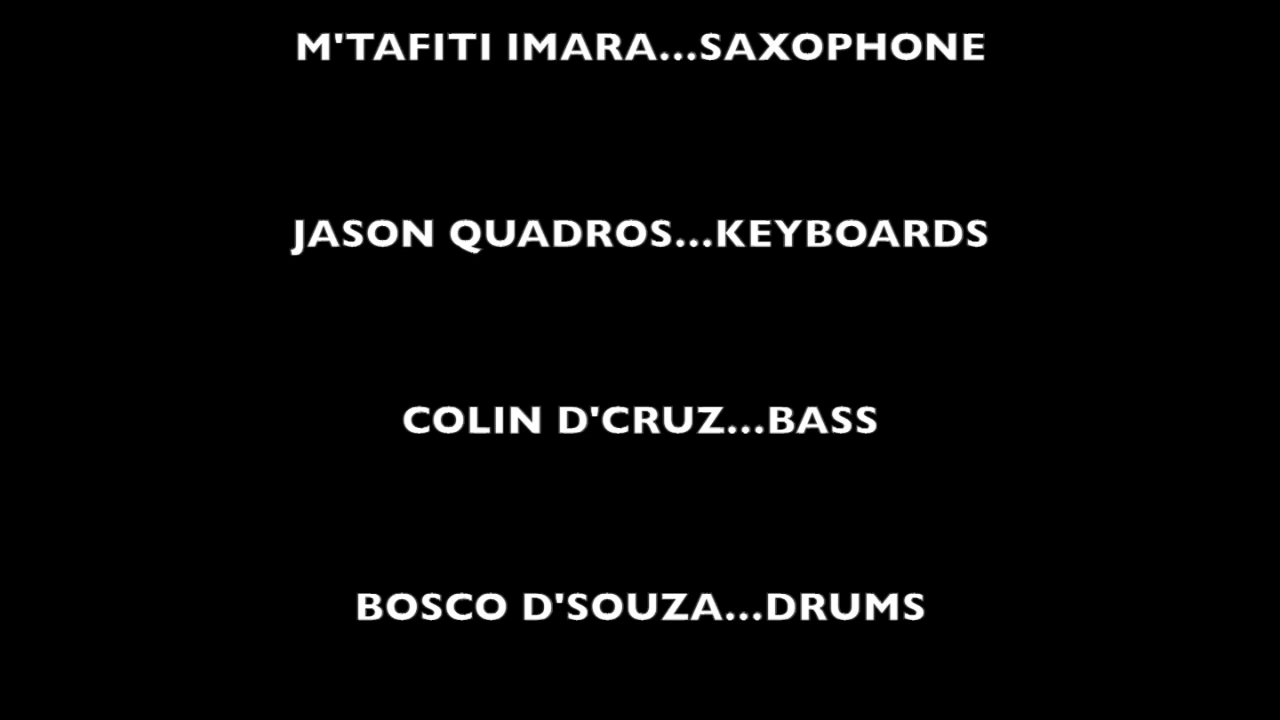 M'TAFITI IMARA...SAXOPHONE
JASON QUADROS...KEYBOARDS
COLIN D'CRUZ...BASS
BOSCO D'SOUZA...DRUMS